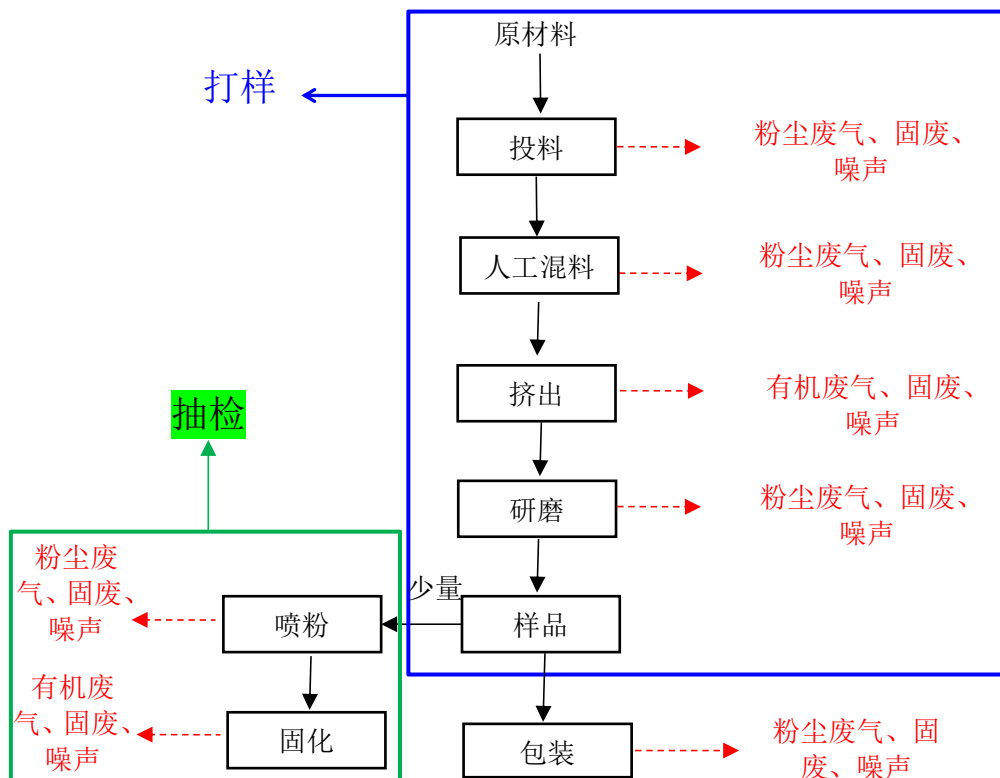 原材料
打样
投料
粉尘废气、固废、
噪声
人工混料
粉尘废气、固废、
噪声
挤出
有机废气、固废、
噪声
抽检
研磨
粉尘废气、固废、
噪声
粉尘废
气、固废、
噪声
喷粉
少量
样品
有机废
气、固废、
噪声
固化
包装
粉尘废气、固
废、噪声